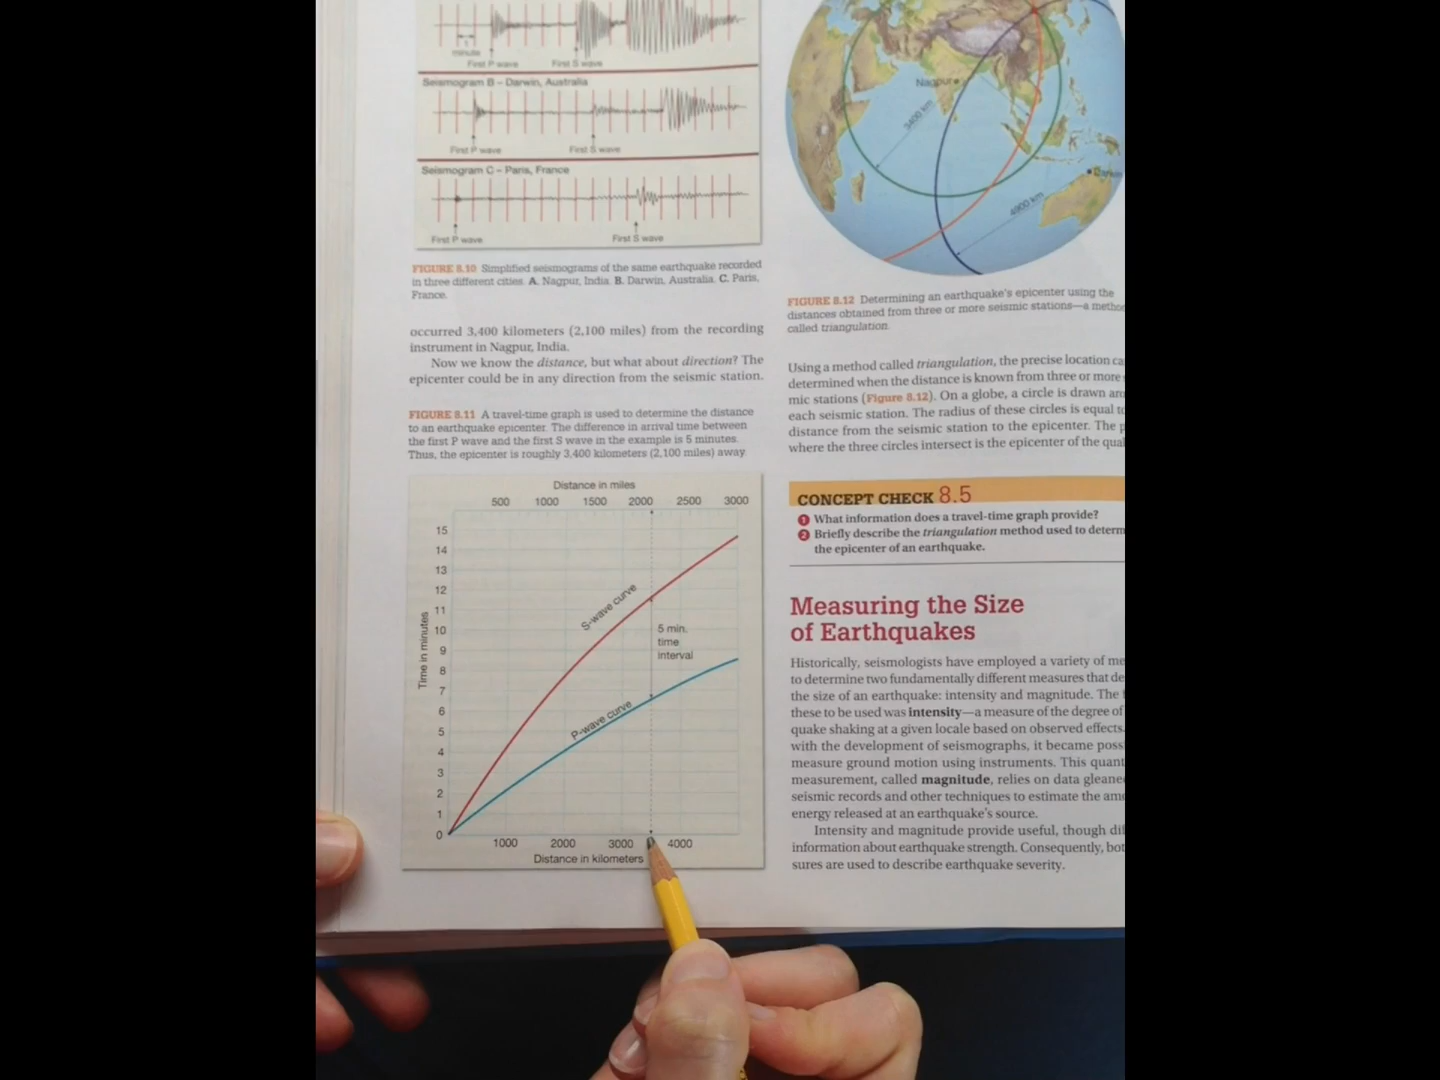 1
minute
First P wave
First S wave
Seismogram B – Darwin, Australia
First P wave
First S wave
Seismogram C – Paris, France
First P wave
First S wave
FIGURE 8.10 Simplified seismograms of the same earthquake recorded
in three different cities. A. Nagpur, India. B. Darwin, Australia. C. Paris,
France.
occurred 3,400 kilometers (2,100 miles) from the recording
instrument in Nagpur, India.
Now we know the distance, but what about direction? The
epicenter could be in any direction from the seismic station.
FIGURE 8.11 A travel-time graph is used to determine the distance
to an earthquake epicenter. The difference in arrival time between
the first P wave and the first S wave in the example is 5 minutes.
Thus, the epicenter is roughly 3,400 kilometers (2,100 miles) away.
Distance in miles
500 1000 1500 2000 2500 3000
15
14
13
12
11
10
9
8
7
6
5
4
3
2
1
0
Time in minutes
S-wave curve
5 min.
time
interval
P-wave curve
1000 2000 3000 4000
Distance in kilometers
Nagpur
3400 km
4900 km
FIGURE 8.12 Determining an earthquake's epicenter using the
distances obtained from three or more seismic stations—a
called triangulation.
Using a method called triangulation, the precise location
determined when the distance is known from three or more
mic stations (Figure 8.12). On a globe, a circle is drawn
each seismic station. The radius of these circles is equal
distance from the seismic station to the epicenter. The
where the three circles intersect is the epicenter of the
CONCEPT CHECK 8.5
1 What information does a travel-time graph provide?
2 Briefly describe the triangulation method used to
the epicenter of an earthquake.
Measuring the Size
of Earthquakes
Historically, seismologists have employed a variety of
to determine two fundamentally different measures that
the size of an earthquake: intensity and magnitude. The
these to be used was intensity—a measure of the degree of
quake shaking at a given locale based on observed effects.
with the development of seismographs, it became
measure ground motion using instruments. This
measurement, called magnitude, relies on data
seismic records and other techniques to estimate the
energy released at an earthquake's source.
Intensity and magnitude provide useful, though
information about earthquake strength. Consequently,
sures are used to describe earthquake severity.